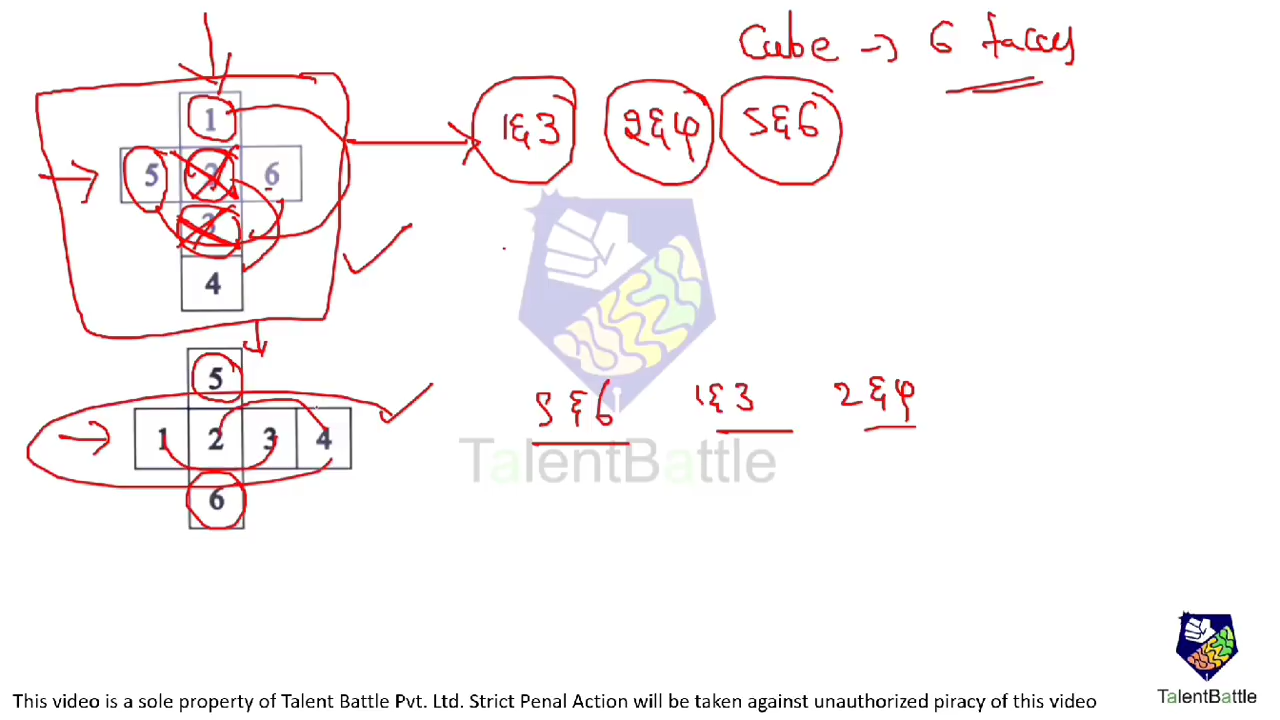 Cube → 6 faces
1
1&3 2&4 5&6
5 2 6
3
4
5
5&6 1&3 2&4
1 2 3 4
TalentBattle
6
TalentBattle
This video is a sole property of Talent Battle Pvt. Ltd. Strict Penal Action will be taken against unauthorized piracy of this video